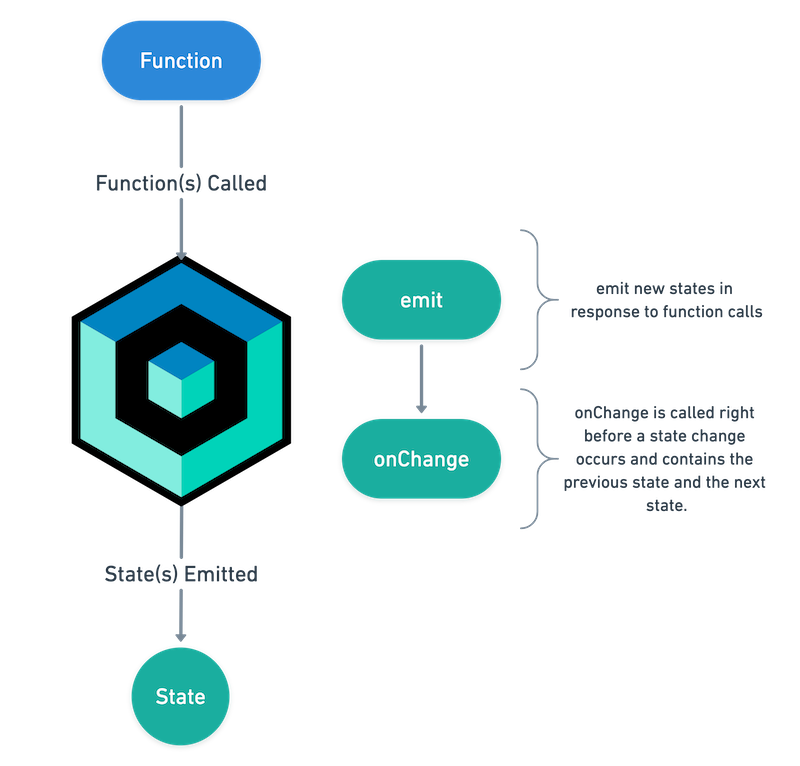 Function
Function(s) Called
emit
emit new states in
response to function calls
onChange
onChange is called right
before a state change
occurs and contains the
previous state and the next
state.
State(s) Emitted
State